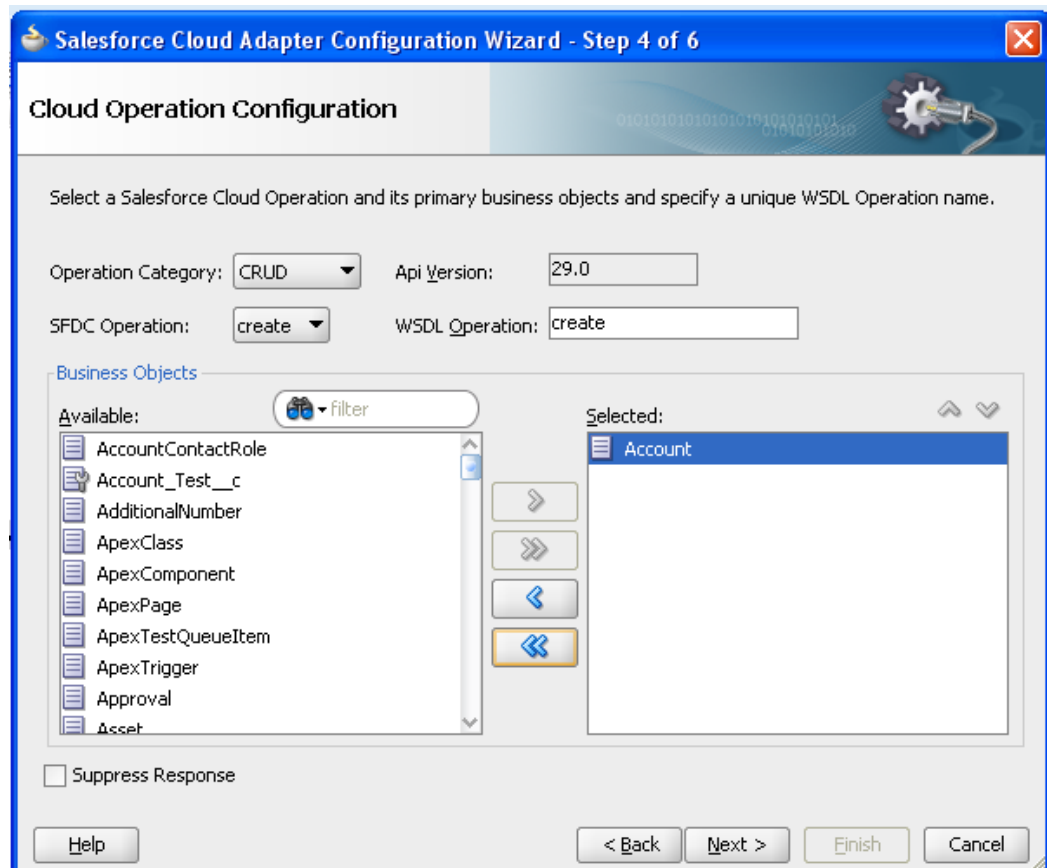 Salesforce Cloud Adapter Configuration Wizard - Step 4 of 6
Cloud Operation Configuration
010101010101010101010101
01010101010
Select a Salesforce Cloud Operation and its primary business objects and specify a unique WSDL Operation name.
Operation Category: CRUD Api Version: 29.0
SFDC Operation: create WSDL Operation: create
Business Objects
Available: filter Selected:
AccountContactRole
Account
Account_Test__c
AdditionalNumber
ApexClass
ApexComponent
ApexPage
ApexTestQueueItem
ApexTrigger
Approval
Asset
Suppress Response
Help < Back Next > Finish Cancel